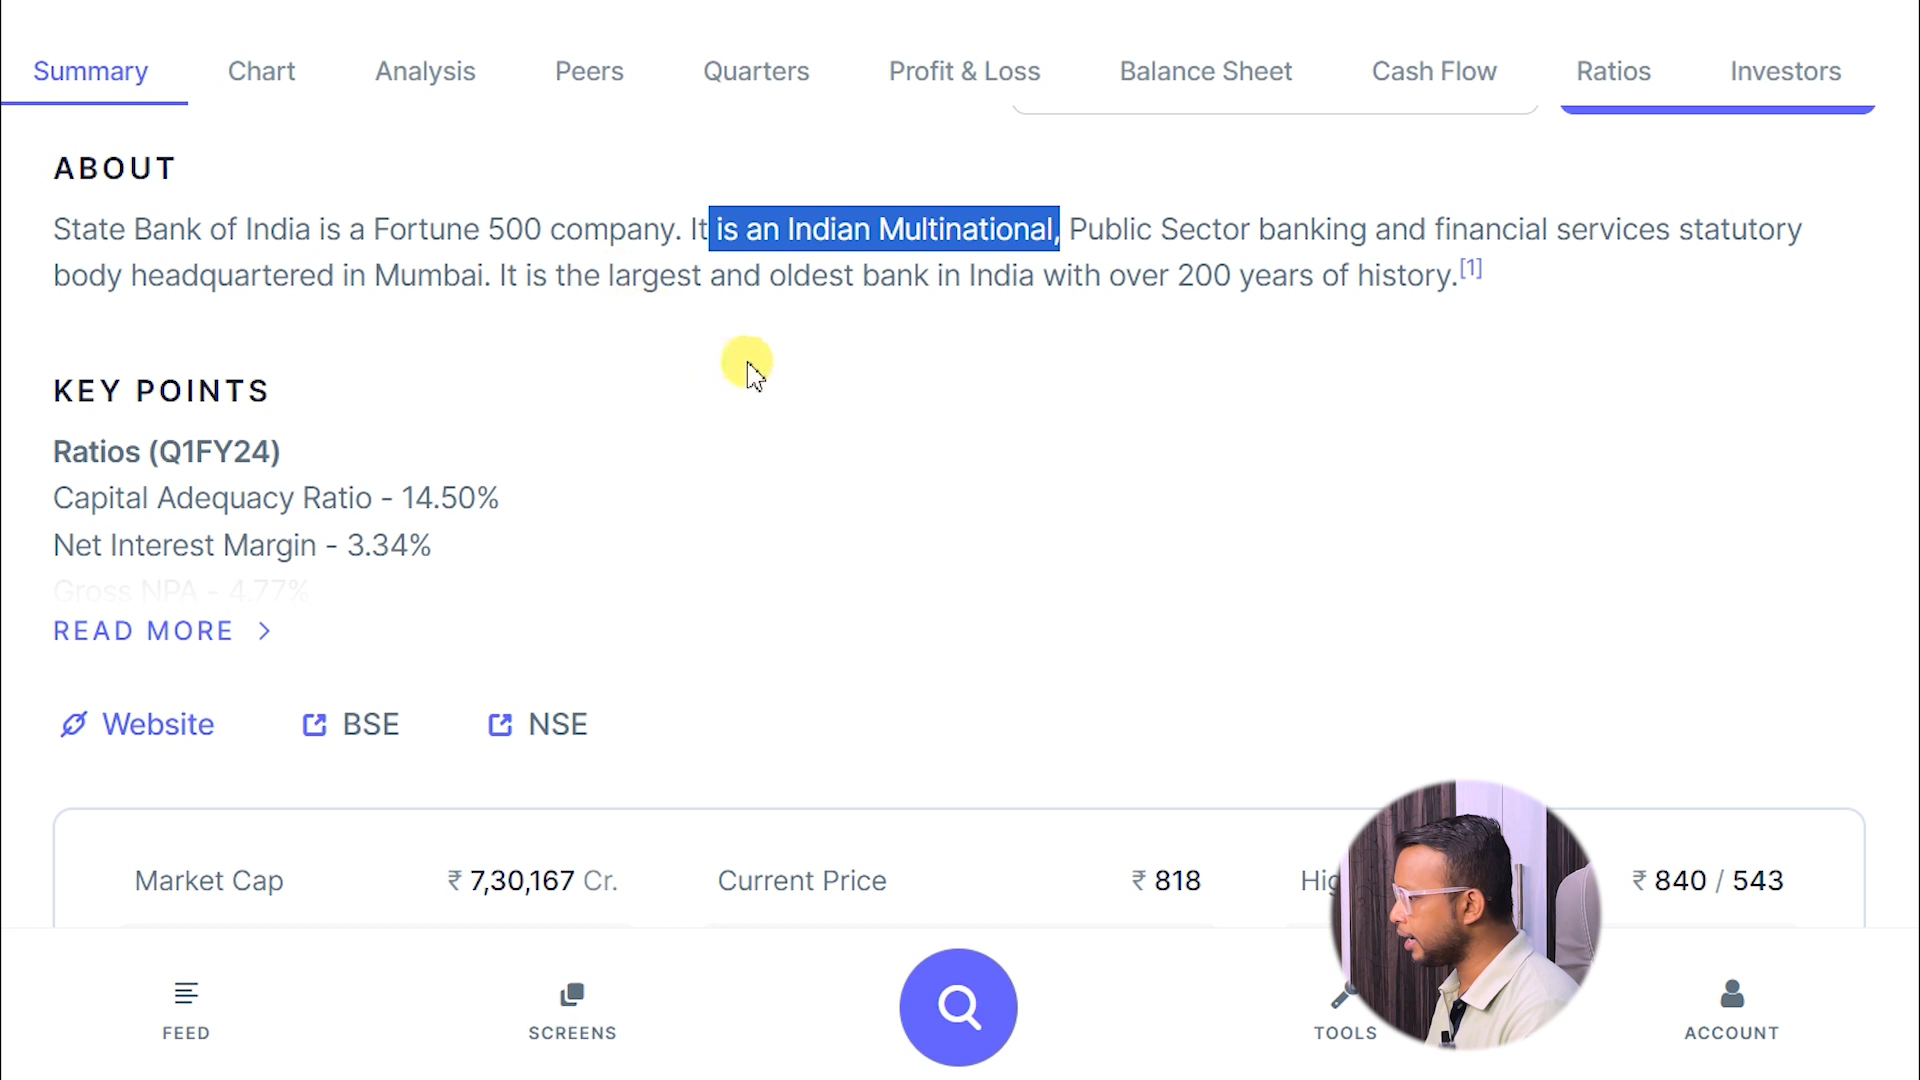 Summary Chart Analysis Peers Quarters Profit & Loss Balance Sheet Cash Flow Ratios Investors
ABOUT
State Bank of India is a Fortune 500 company. It is an Indian Multinational, Public Sector banking and financial services statutory
body headquartered in Mumbai. It is the largest and oldest bank in India with over 200 years of history.[1]
KEY POINTS
Ratios (Q1FY24)
Capital Adequacy Ratio - 14.50%
Net Interest Margin - 3.34%
Gross NPA - 4.77%
READ MORE
Website BSE NSE
Market Cap ₹ 7,30,167 Cr. Current Price ₹ 818 ₹ 840 / 543
FEED SCREENS TOOLS ACCOUNT